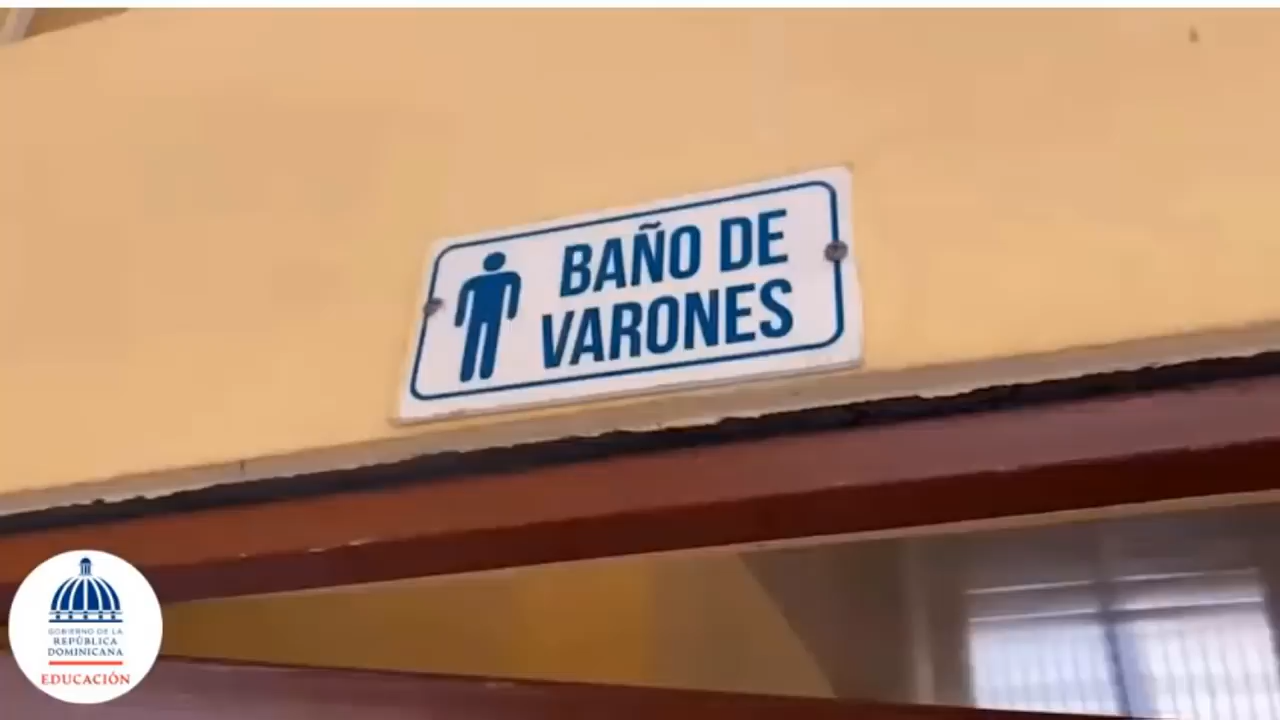 BAÑO DE
VARONES
GOBIERNO DE LA
REPÚBLICA
DOMINICANA
EDUCACIÓN